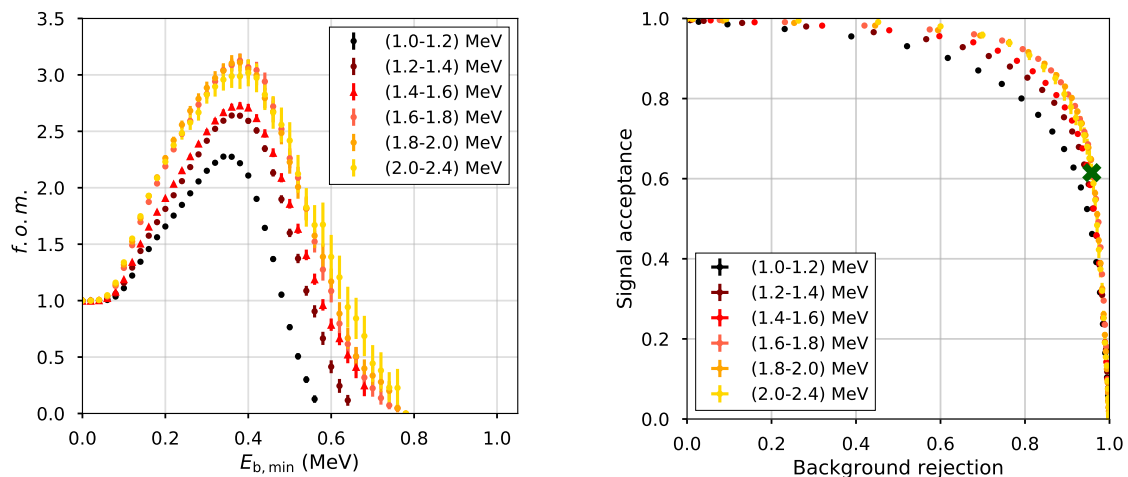 3.5
3.0
2.5
2.0
1.5
1.0
0.5
0.0
f.o.m.
0.0 0.2 0.4 0.6 0.8 1.0
E_b, min (MeV)
(1.0-1.2) MeV
(1.2-1.4) MeV
(1.4-1.6) MeV
(1.6-1.8) MeV
(1.8-2.0) MeV
(2.0-2.4) MeV
1.0
0.8
0.6
0.4
0.2
0.0
Signal acceptance
0.0 0.2 0.4 0.6 0.8 1.0
Background rejection
(1.0-1.2) MeV
(1.2-1.4) MeV
(1.4-1.6) MeV
(1.6-1.8) MeV
(1.8-2.0) MeV
(2.0-2.4) MeV